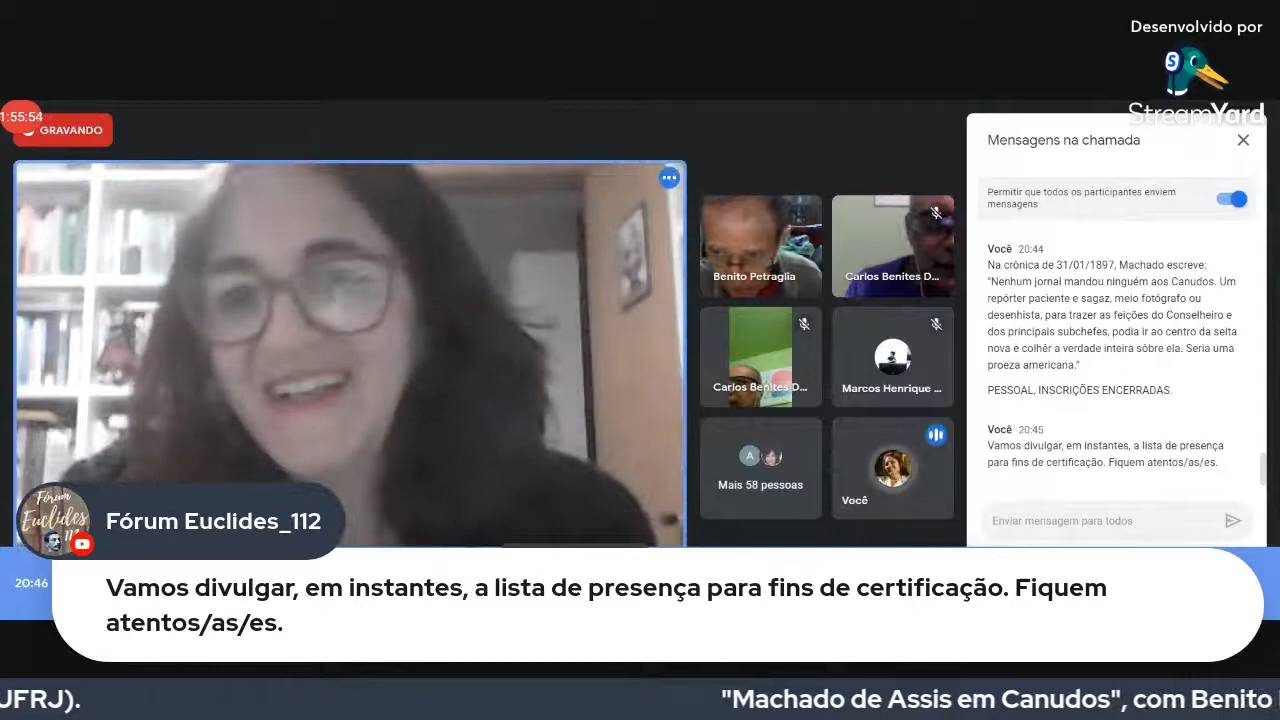 Desenvolvido por
StreamYard
1:55:54
GRAVANDO
Mensagens na chamada
Permitir que todos os participantes enviem
mensagens
Você 20:44
Na crônica de 31/01/1897, Machado escreve:
"Nenhum jornal mandou ninguém aos Canudos. Um
repórter paciente e sagaz, meio fotógrafo ou
desenhista, para trazer as feições do Conselheiro e
dos principais subchefes, podia ir ao centro da seita
nova e colhêr a verdade inteira sôbre ela. Seria uma
proeza americana."
PESSOAL, INSCRIÇÕES ENCERRADAS.
Você 20:45
Vamos divulgar, em instantes, a lista de presença
para fins de certificação. Fiquem atentos/as/es.
Enviar mensagem para todos
Benito Petraglia
Carlos Benites D...
Carlos Benites D...
Marcos Henrique ...
A
Mais 58 pessoas
Você
Fórum
Euclides
112
Fórum Euclides_112
20:46
Vamos divulgar, em instantes, a lista de presença para fins de certificação. Fiquem
atentos/as/es.
UFRJ). "Machado de Assis em Canudos", com Benito